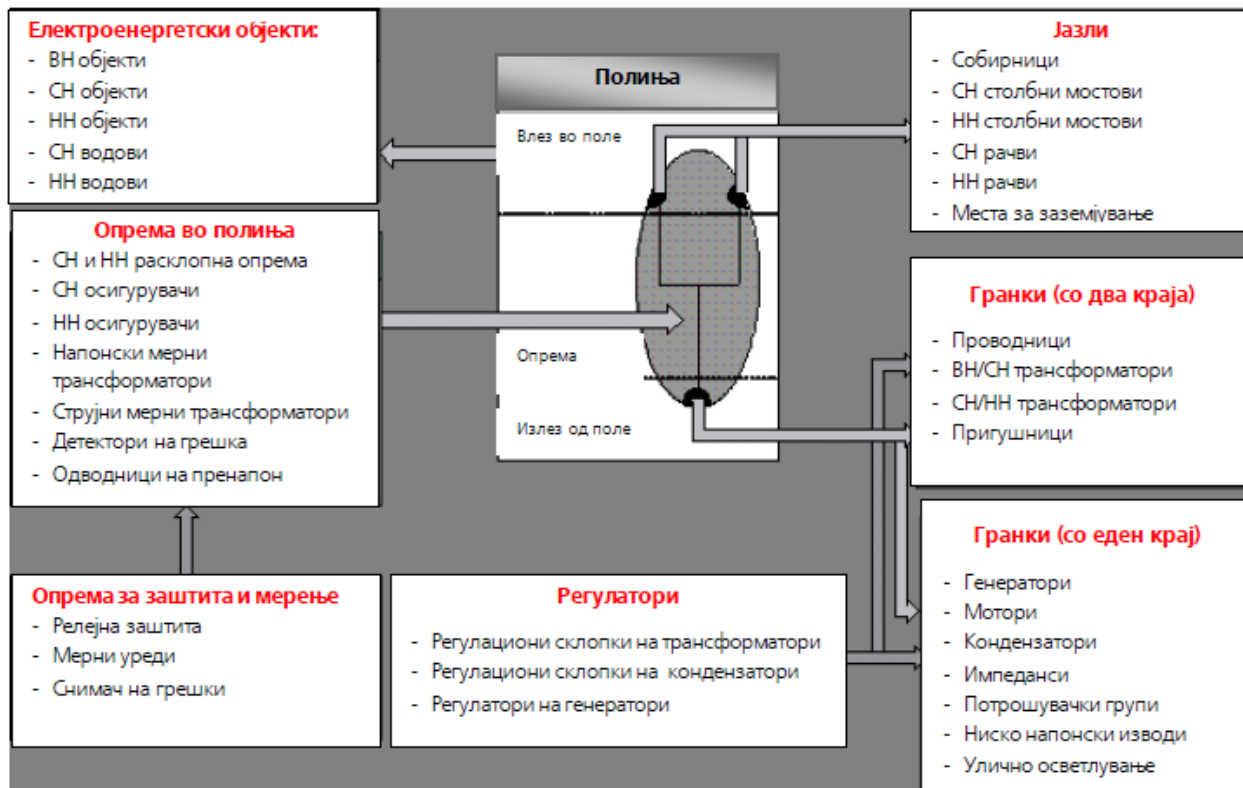 Електроенергетски објекти:
- ВН објекти
- СН објекти
- НН објекти
- СН водови
- НН водови
Опрема во полиња
- СН и НН расклопна опрема
- СН осигурувачи
- НН осигурувачи
- Напонски мерни
трансформатори
- Струјни мерни трансформатори
- Детектори на грешка
- Одводници на пренапон
Опрема за заштита и мерење
- Релејна заштита
- Мерни уреди
- Снимач на грешки
Полиња
Влез во поле
Опрема
Излез од поле
Регулатори
- Регулациони склопки на трансформатори
- Регулациони склопки на кондензатори
- Регулатори на генератори
Јазли
- Собирници
- СН столбни мостови
- НН столбни мостови
- СН рачви
- НН рачви
- Места за заземјување
Гранки (со два краја)
- Проводници
- ВН/СН трансформатори
- СН/НН трансформатори
- Пригушници
Гранки (со еден крај)
- Генератори
- Мотори
- Кондензатори
- Импеданси
- Потрошувачки групи
- Ниско напонски изводи
- Улично осветлување